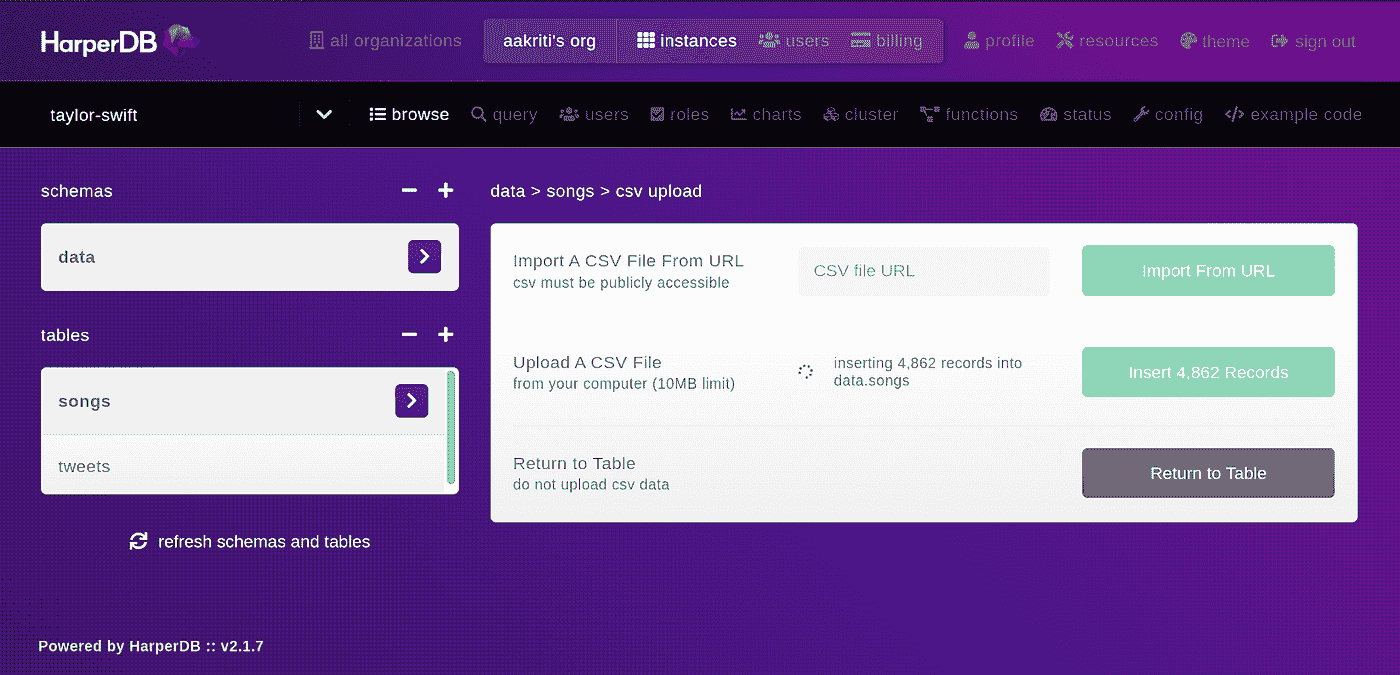 HarperDB
all organizations
aakriti's org
instances
users
billing
profile
resources
theme
sign out
taylor-swift
browse
query
users
roles
charts
cluster
functions
status
config
example code
schemas
data
tables
songs
tweets
refresh schemas and tables
data > songs > csv upload
Import A CSV File From URL
csv must be publicly accessible
CSV file URL
Import From URL
Upload A CSV File
from your computer (10MB limit)
inserting 4,862 records into
data.songs
Insert 4,862 Records
Return to Table
do not upload csv data
Return to Table
Powered by HarperDB :: v2.1.7